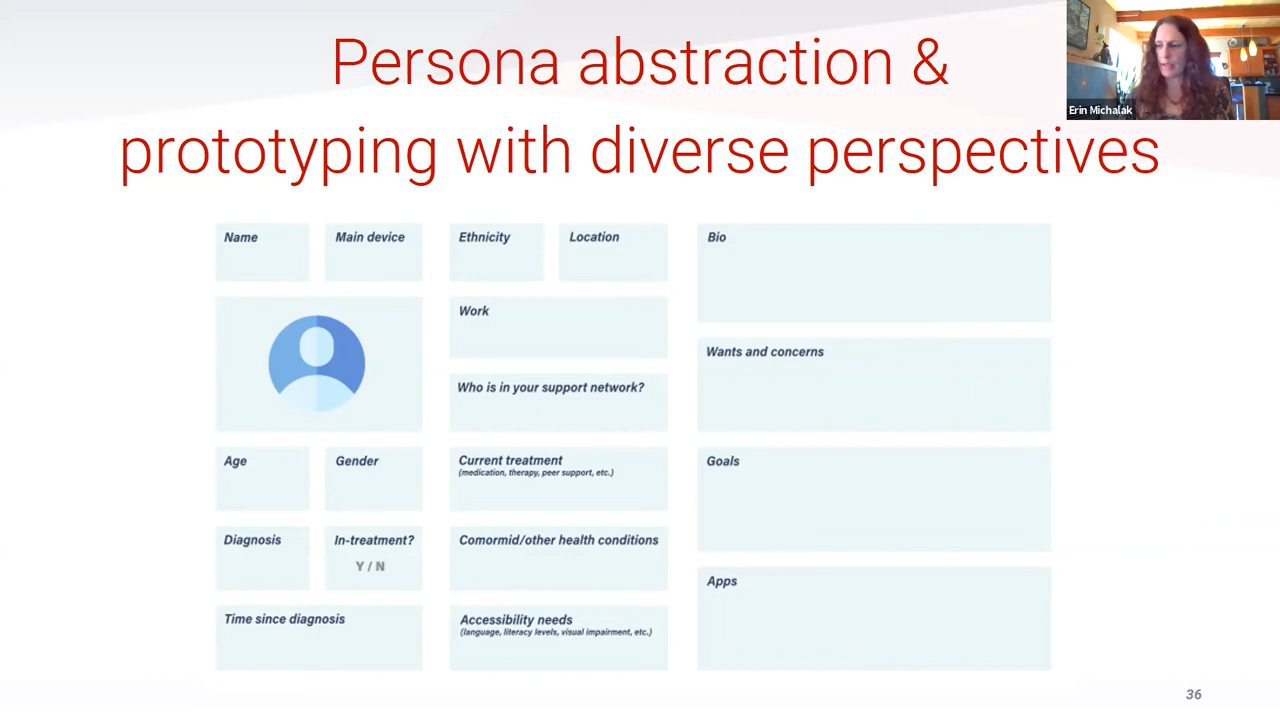 Persona abstraction &
prototyping with diverse perspectives
Erin Michalak
Name
Main device
Ethnicity
Location
Bio
Work
Wants and concerns
Who is in your support network?
Age
Gender
Current treatment
(medication, therapy, peer support, etc.)
Goals
Diagnosis
In-treatment?
Y / N
Comormid/other health conditions
Apps
Time since diagnosis
Accessibility needs
(language, literacy levels, visual impairment, etc.)
36